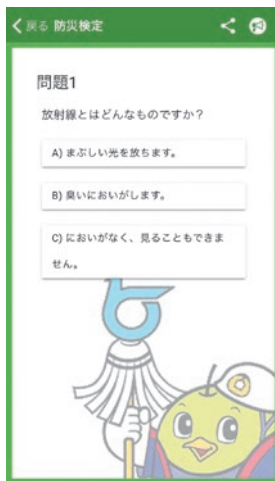 戻る 防災検定
問題1
放射線とはどんなものですか？
A) まぶしい光を放ちます。
B) 臭いにおいがします。
C) においがなく、見ることもできま
せん。